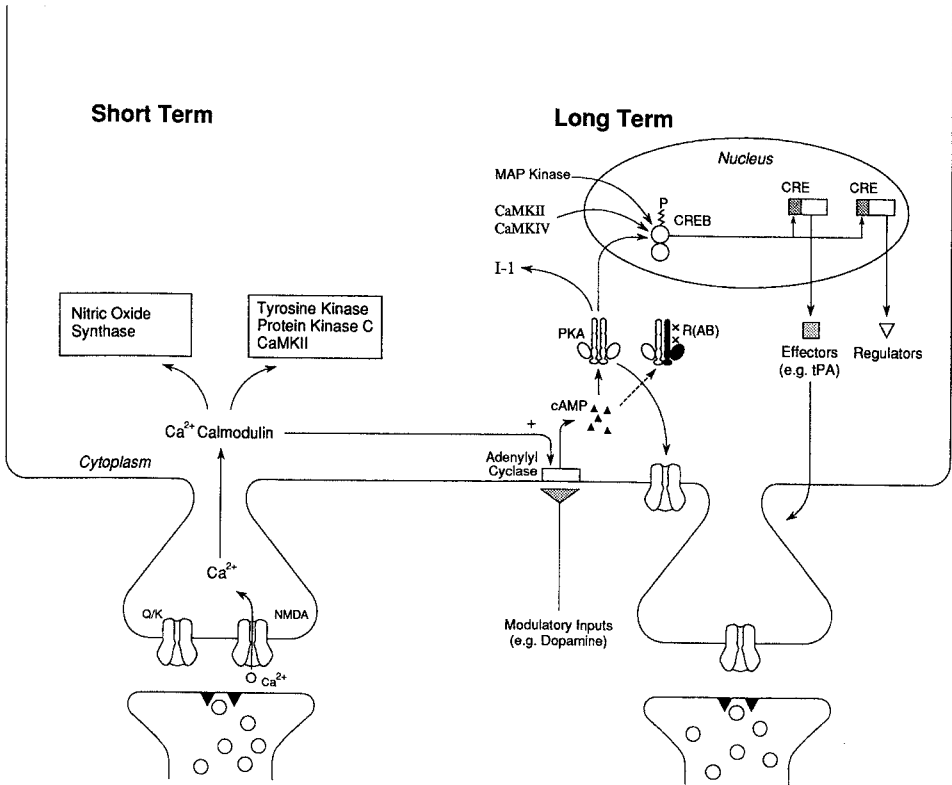 Short Term
Long Term
Nucleus
MAP Kinase
P
CRE
CRE
CaMKII
CaMKIV
CREB
I-1
Nitric Oxide
Synthase
Tyrosine Kinase
Protein Kinase C
CaMKII
PKA
R(AB)
Effectors
(e.g. tPA)
Regulators
cAMP
Ca²⁺ Calmodulin
+
Cytoplasm
Adenylyl
Cyclase
Ca²⁺
Q/K
NMDA
Ca²⁺
Modulatory Inputs
(e.g. Dopamine)